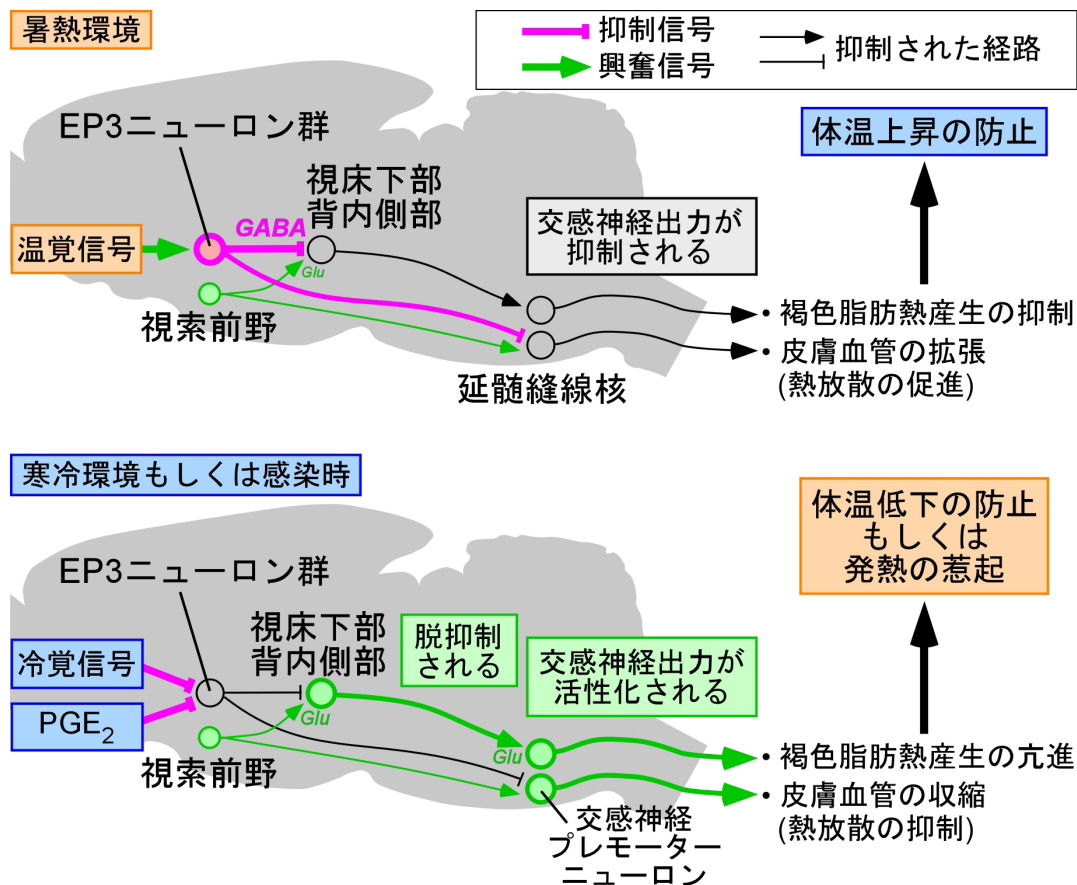 暑熱環境
抑制信号
興奮信号
抑制された経路
EP3ニューロン群
視床下部
背内側部
体温上昇の防止
温覚信号
GABA
Glu
交感神経出力が
抑制される
視索前野
延髄縫線核
・褐色脂肪熱産生の抑制
・皮膚血管の拡張
(熱放散の促進)
寒冷環境もしくは感染時
体温低下の防止
もしくは
発熱の惹起
EP3ニューロン群
視床下部
背内側部
脱抑制
される
交感神経出力が
活性化される
冷覚信号
PGE2
Glu
Glu
視索前野
・褐色脂肪熱産生の亢進
・皮膚血管の収縮
(熱放散の抑制)
交感神経
プレモーター
ニューロン